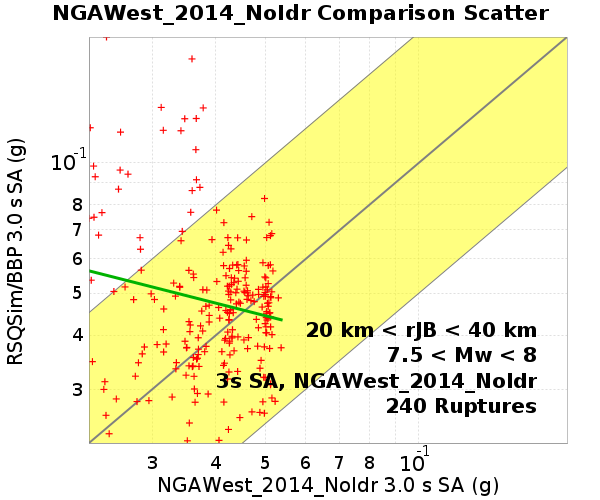 NGAWest_2014_NoIdr Comparison Scatter
RSQSim/BBP 3.0 s SA (g)
10-1
8
7
6
5
4
3
20 km < rJB < 40 km
7.5 < Mw < 8
3s SA, NGAWest_2014_NoIdr
240 Ruptures
3 4 5 6 7 8 10-1
NGAWest_2014_NoIdr 3.0 s SA (g)